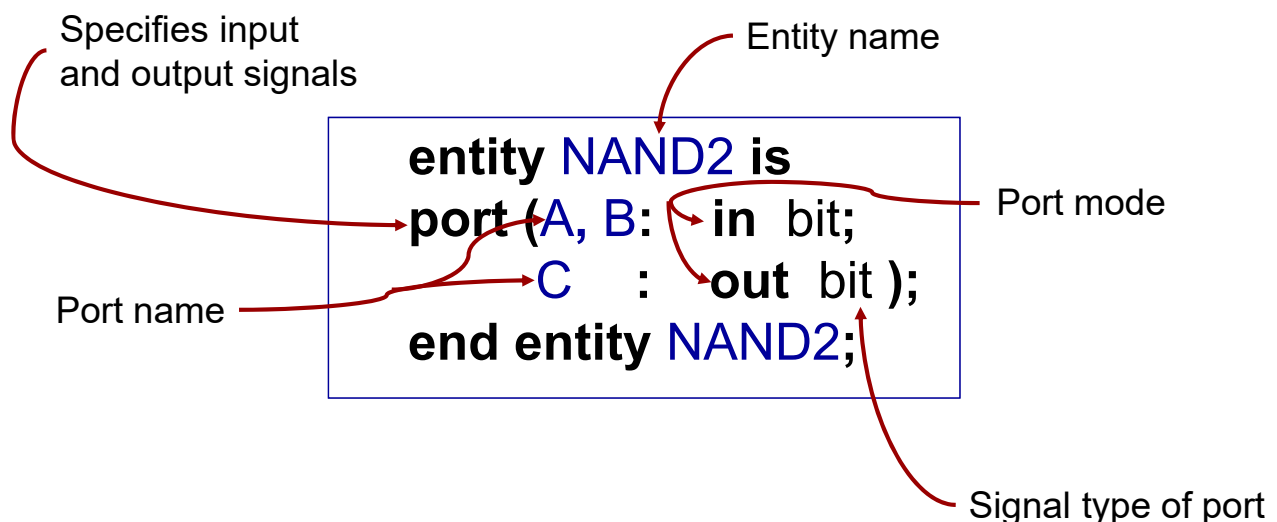 Specifies input
and output signals
Entity name
entity NAND2 is
port (A, B: in bit;
C : out bit );
end entity NAND2;
Port mode
Port name
Signal type of port